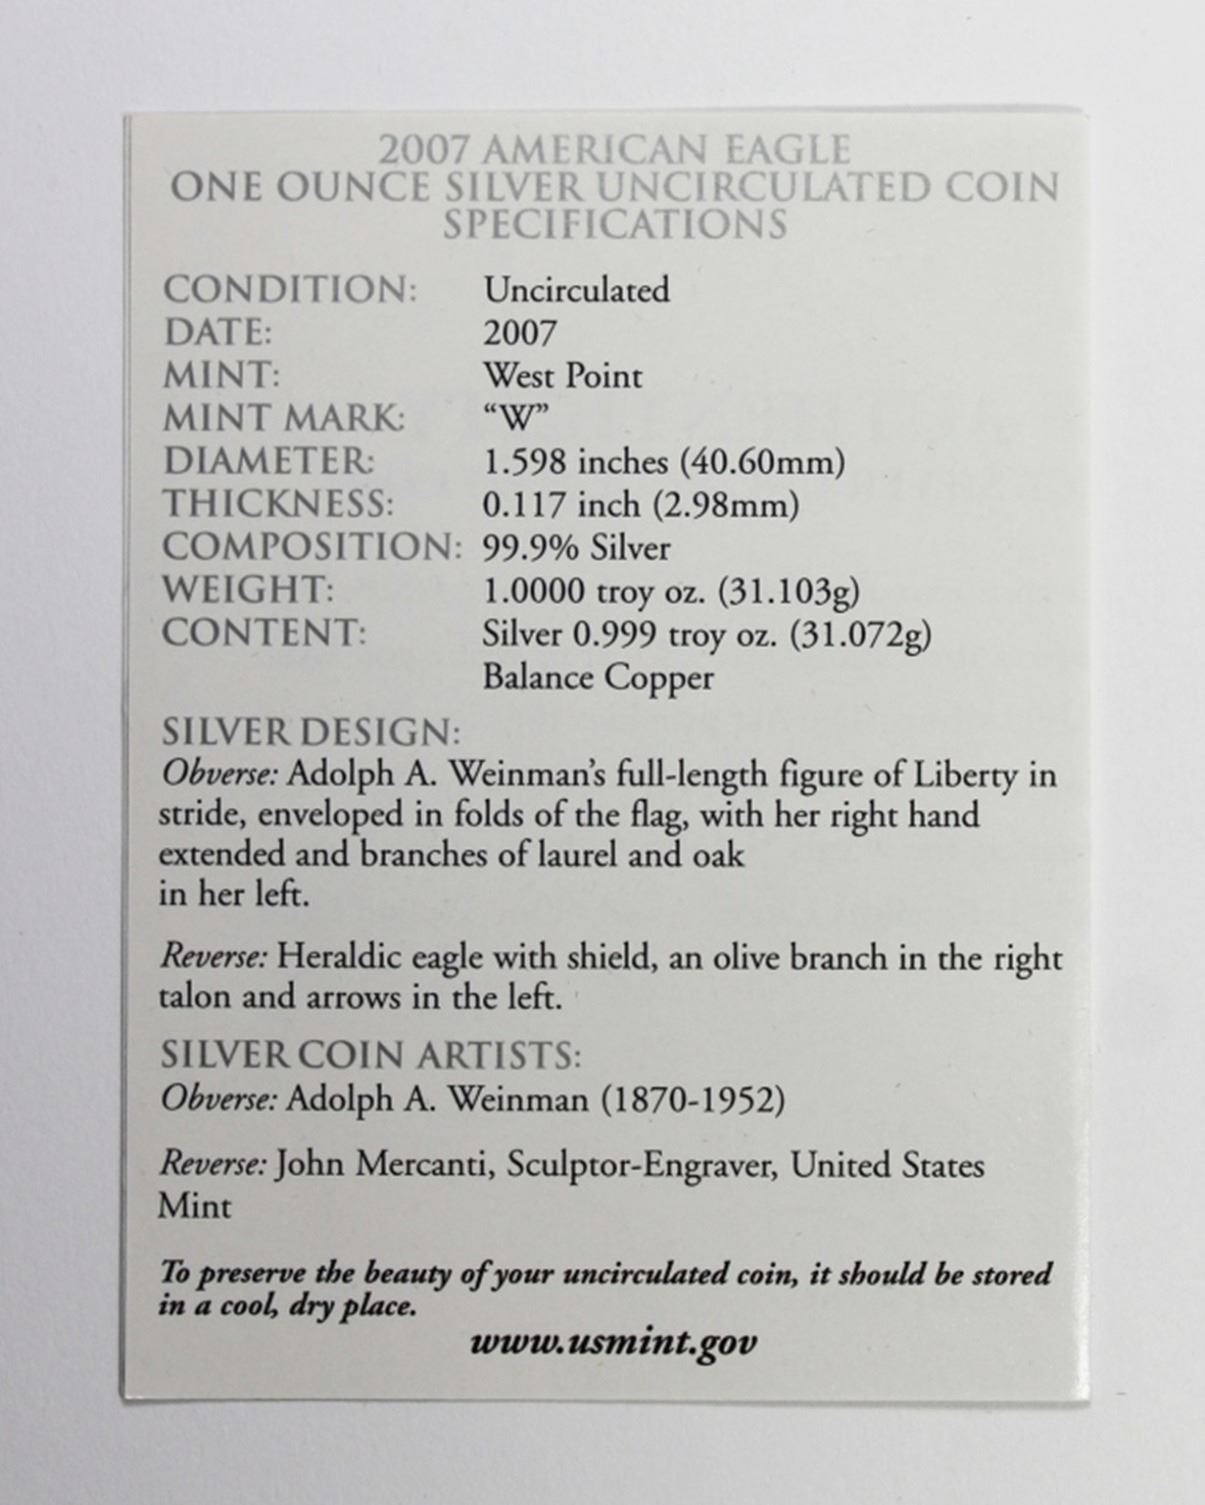 2007 AMERICAN EAGLE
ONE OUNCE SILVER UNCIRCULATED COIN
SPECIFICATIONS
CONDITION: Uncirculated
DATE: 2007
MINT: West Point
MINT MARK: “W”
DIAMETER: 1.598 inches (40.60mm)
THICKNESS: 0.117 inch (2.98mm)
COMPOSITION: 99.9% Silver
WEIGHT: 1.0000 troy oz. (31.103g)
CONTENT: Silver 0.999 troy oz. (31.072g)
Balance Copper
SILVER DESIGN:
Obverse: Adolph A. Weinman’s full-length figure of Liberty in
stride, enveloped in folds of the flag, with her right hand
extended and branches of laurel and oak
in her left.
Reverse: Heraldic eagle with shield, an olive branch in the right
talon and arrows in the left.
SILVER COIN ARTISTS:
Obverse: Adolph A. Weinman (1870-1952)
Reverse: John Mercanti, Sculptor-Engraver, United States
Mint
To preserve the beauty of your uncirculated coin, it should be stored
in a cool, dry place.
www.usmint.gov